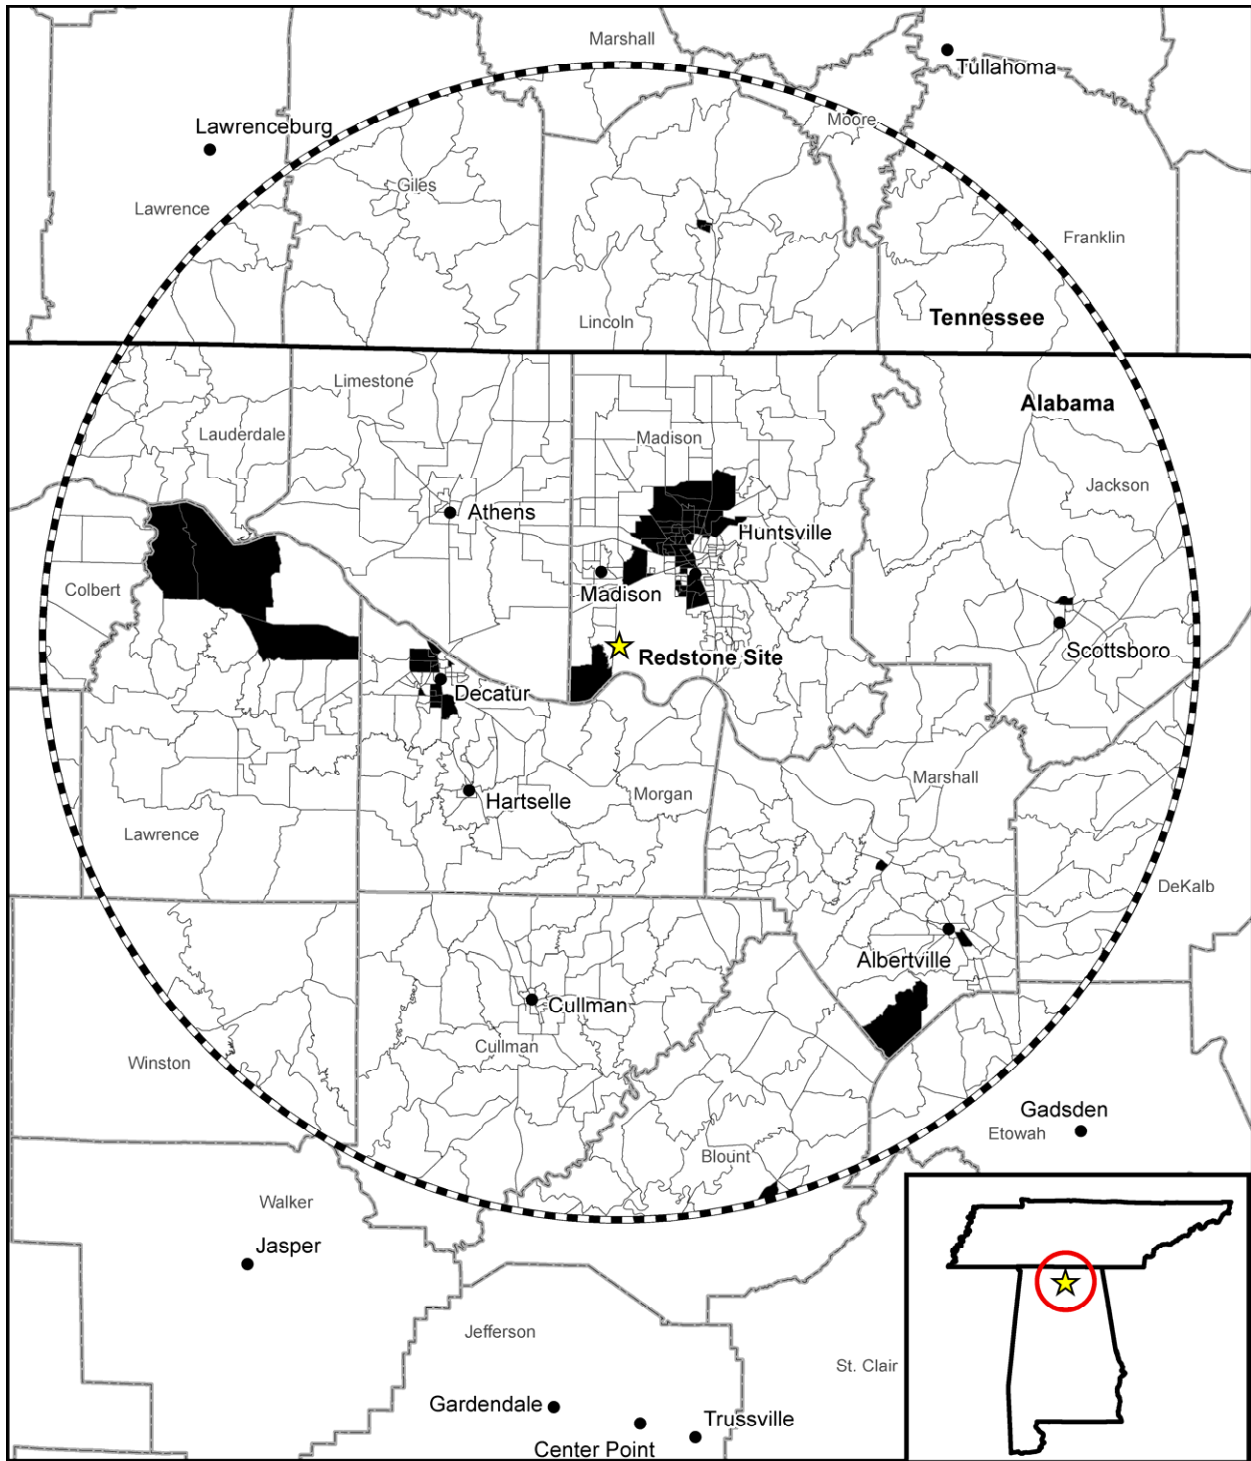 Marshall
Tullahoma
Moore
Lawrenceburg
Giles
Lawrence
Franklin
Lincoln
Tennessee
Limestone
Alabama
Lauderdale
Madison
Jackson
Athens
Huntsville
Colbert
Madison
Scottsboro
Redstone Site
Decatur
Marshall
Hartselle
Morgan
Lawrence
DeKalb
Albertville
Cullman
Cullman
Winston
Gadsden
Etowah
Blount
Walker
Jasper
Jefferson
St. Clair
Gardendale
Trussville
Center Point